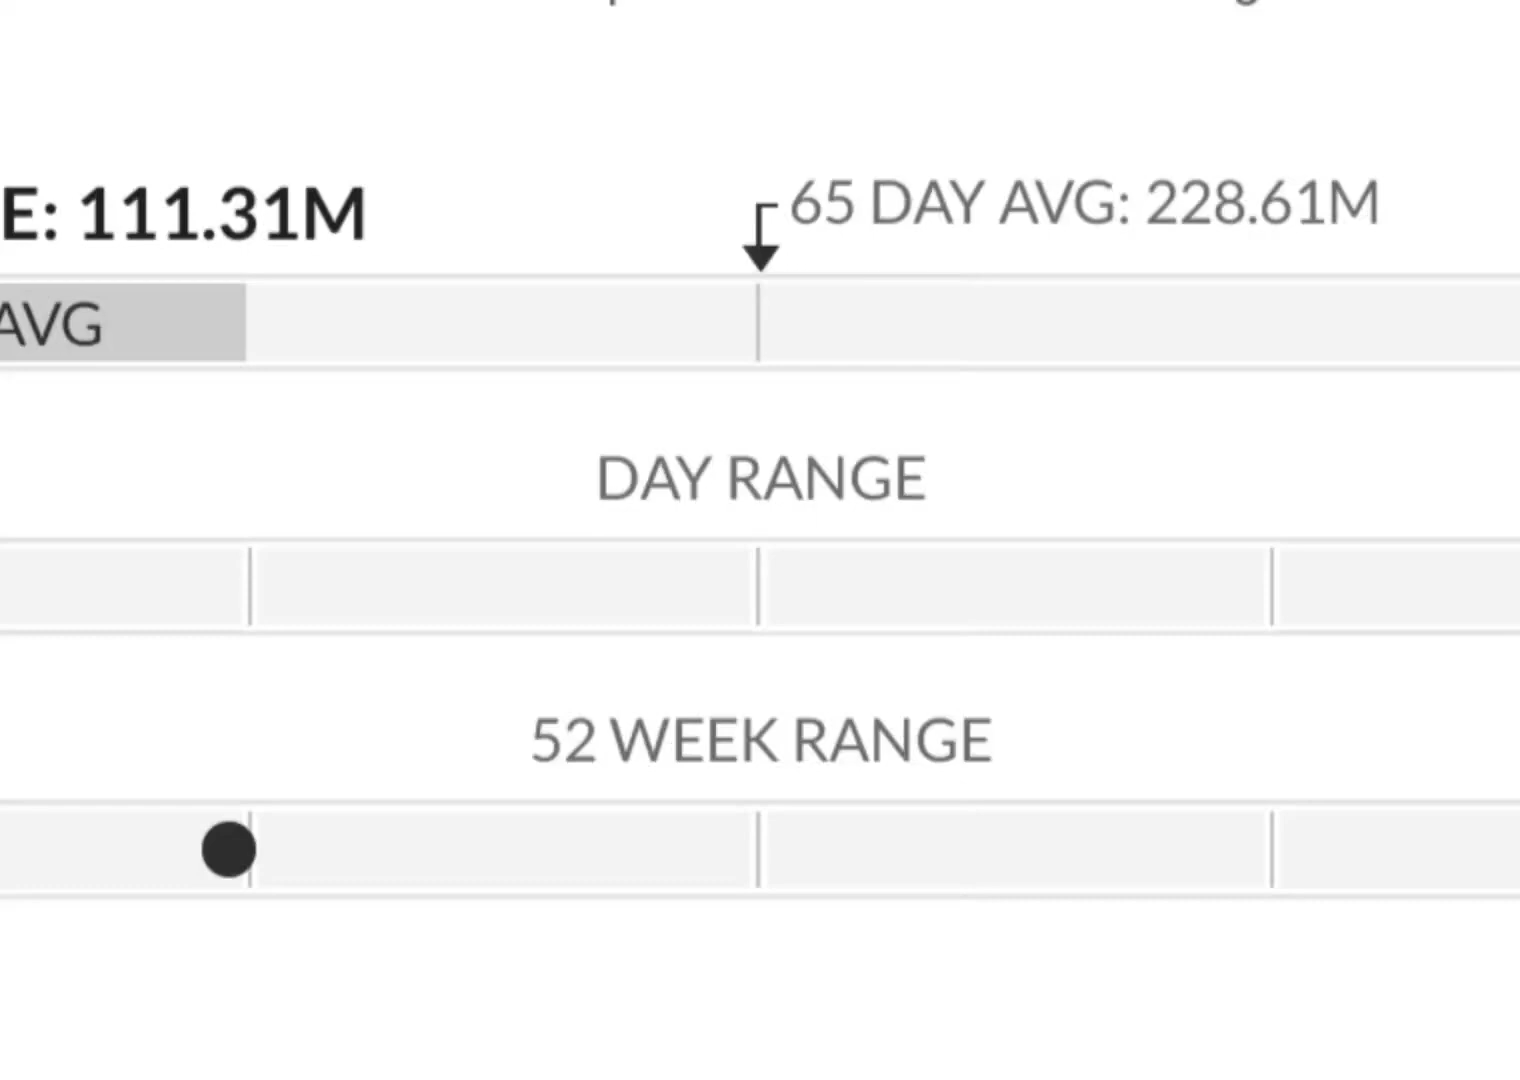 E: 111.31M
65 DAY AVG: 228.61M
AVG
DAY RANGE
52 WEEK RANGE